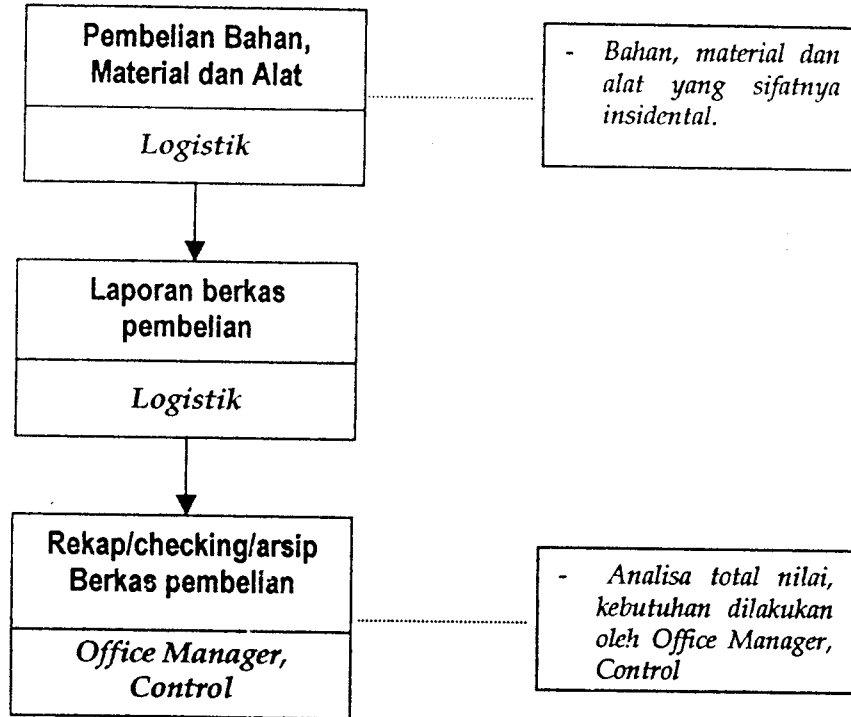 Pembelian Bahan,
Material dan Alat
Logistik
- Bahan, material dan
alat yang sifatnya
insidental.
Laporan berkas
pembelian
Logistik
Rekap/checking/arsip
Berkas pembelian
Office Manager,
Control
- Analisa total nilai,
kebutuhan dilakukan
oleh Office Manager,
Control